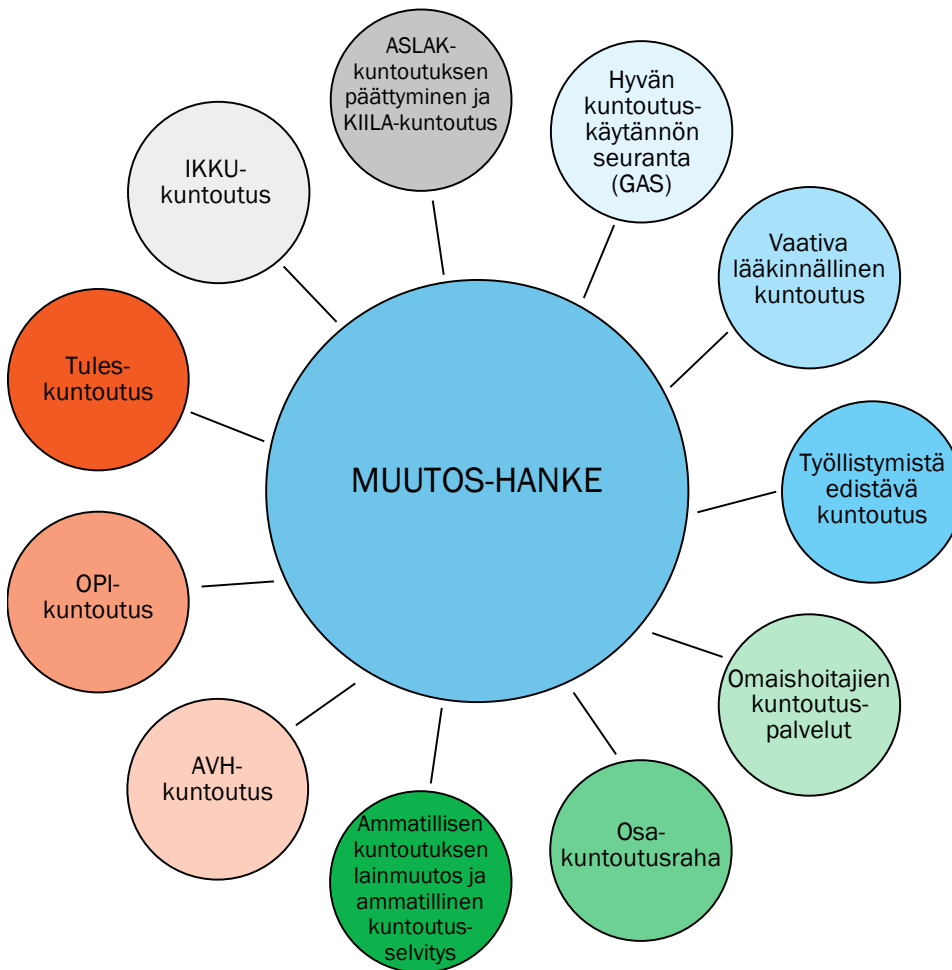 ASLAK-
kuntoutuksen
päättyminen ja
KIILA-kuntoutus
Hyvän
kuntoutus-
käytännön
seuranta
(GAS)
Vaativa
lääkinnällinen
kuntoutus
Työllistymistä
edistävä
kuntoutus
Omaishoitajien
kuntoutus-
palvelut
Osa-
kuntoutusraha
Ammatillisen
kuntoutuksen
lainmuutos ja
ammatillinen
kuntoutus-
selvitys
AVH-
kuntoutus
OPI-
kuntoutus
Tules-
kuntoutus
IKKU-
kuntoutus
MUUTOS-HANKE